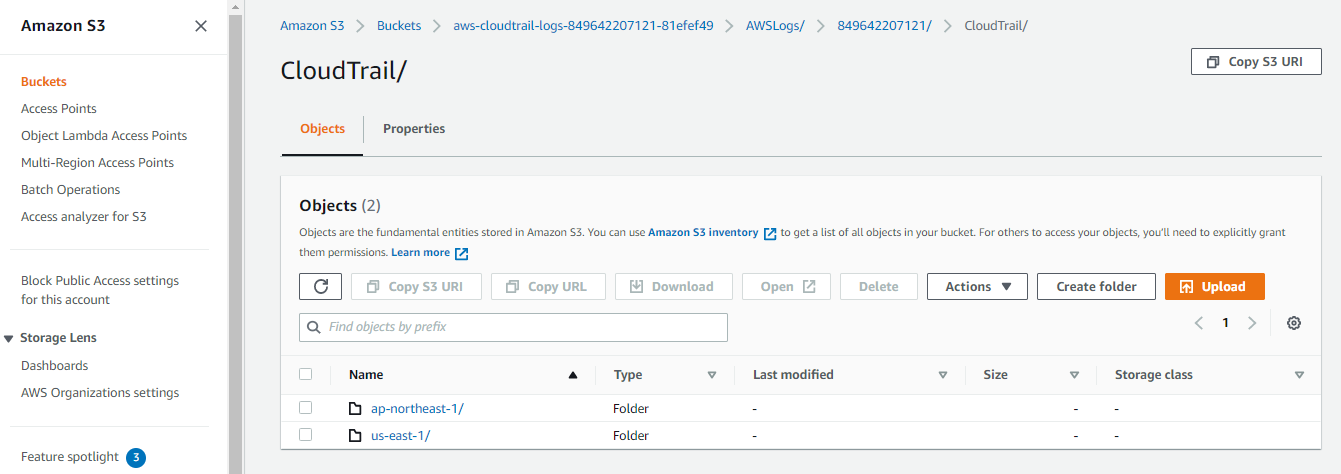 Amazon S3
Buckets
Access Points
Object Lambda Access Points
Multi-Region Access Points
Batch Operations
Access analyzer for S3
Block Public Access settings
for this account
Storage Lens
Dashboards
AWS Organizations settings
Feature spotlight 3
Amazon S3 Buckets aws-cloudtrail-logs-849642207121-81efef49 AWSLogs/ 849642207121/ CloudTrail/
CloudTrail/
Copy S3 URI
Objects Properties
Objects (2)
Objects are the fundamental entities stored in Amazon S3. You can use Amazon S3 inventory to get a list of all objects in your bucket. For others to access your objects, you'll need to explicitly grant
them permissions. Learn more
Copy S3 URI Copy URL Download Open Delete Actions Create folder Upload
Find objects by prefix
1
Name Type Last modified Size Storage class
ap-northeast-1/ Folder - - -
us-east-1/ Folder - - -